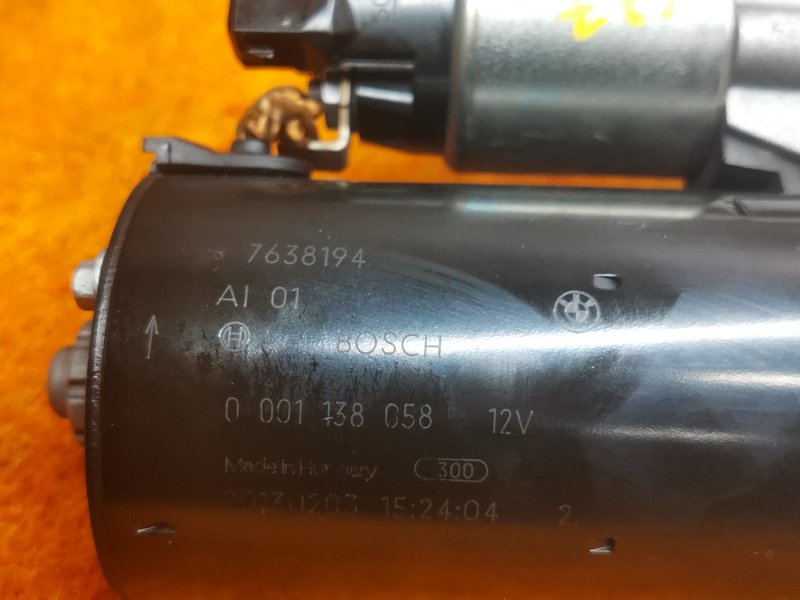 7638194
AI 01
H BOSCH
0 001 138 058 12V
Made in Hungary 300
20130203 15:24:04 2